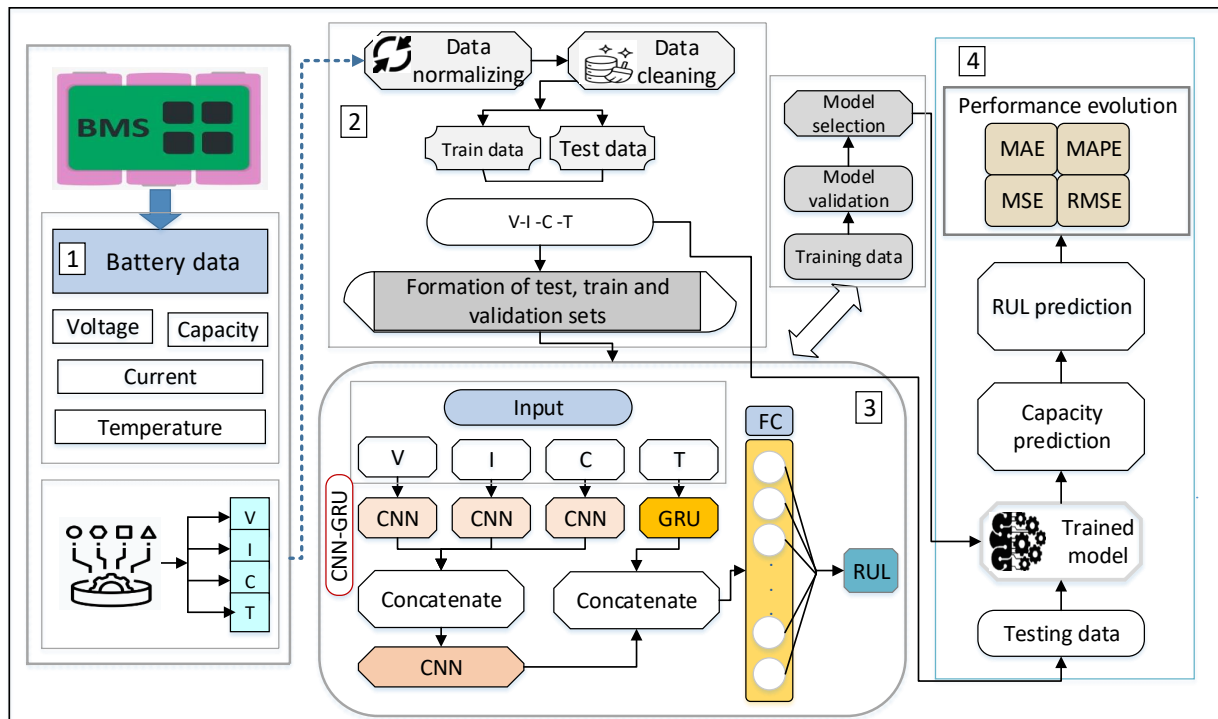 BMS
1
Battery data
Voltage
Capacity
Current
Temperature
V
I
C
T
2
Data
normalizing
Data
cleaning
Train data
Test data
V-I -C -T
Formation of test, train and
validation sets
Model
selection
Model
validation
Training data
3
Input
V
I
C
T
CNN-GRU
CNN
CNN
CNN
GRU
Concatenate
Concatenate
CNN
FC
RUL
4
Performance evolution
MAE
MAPE
MSE
RMSE
RUL prediction
Capacity
prediction
Trained
model
Testing data